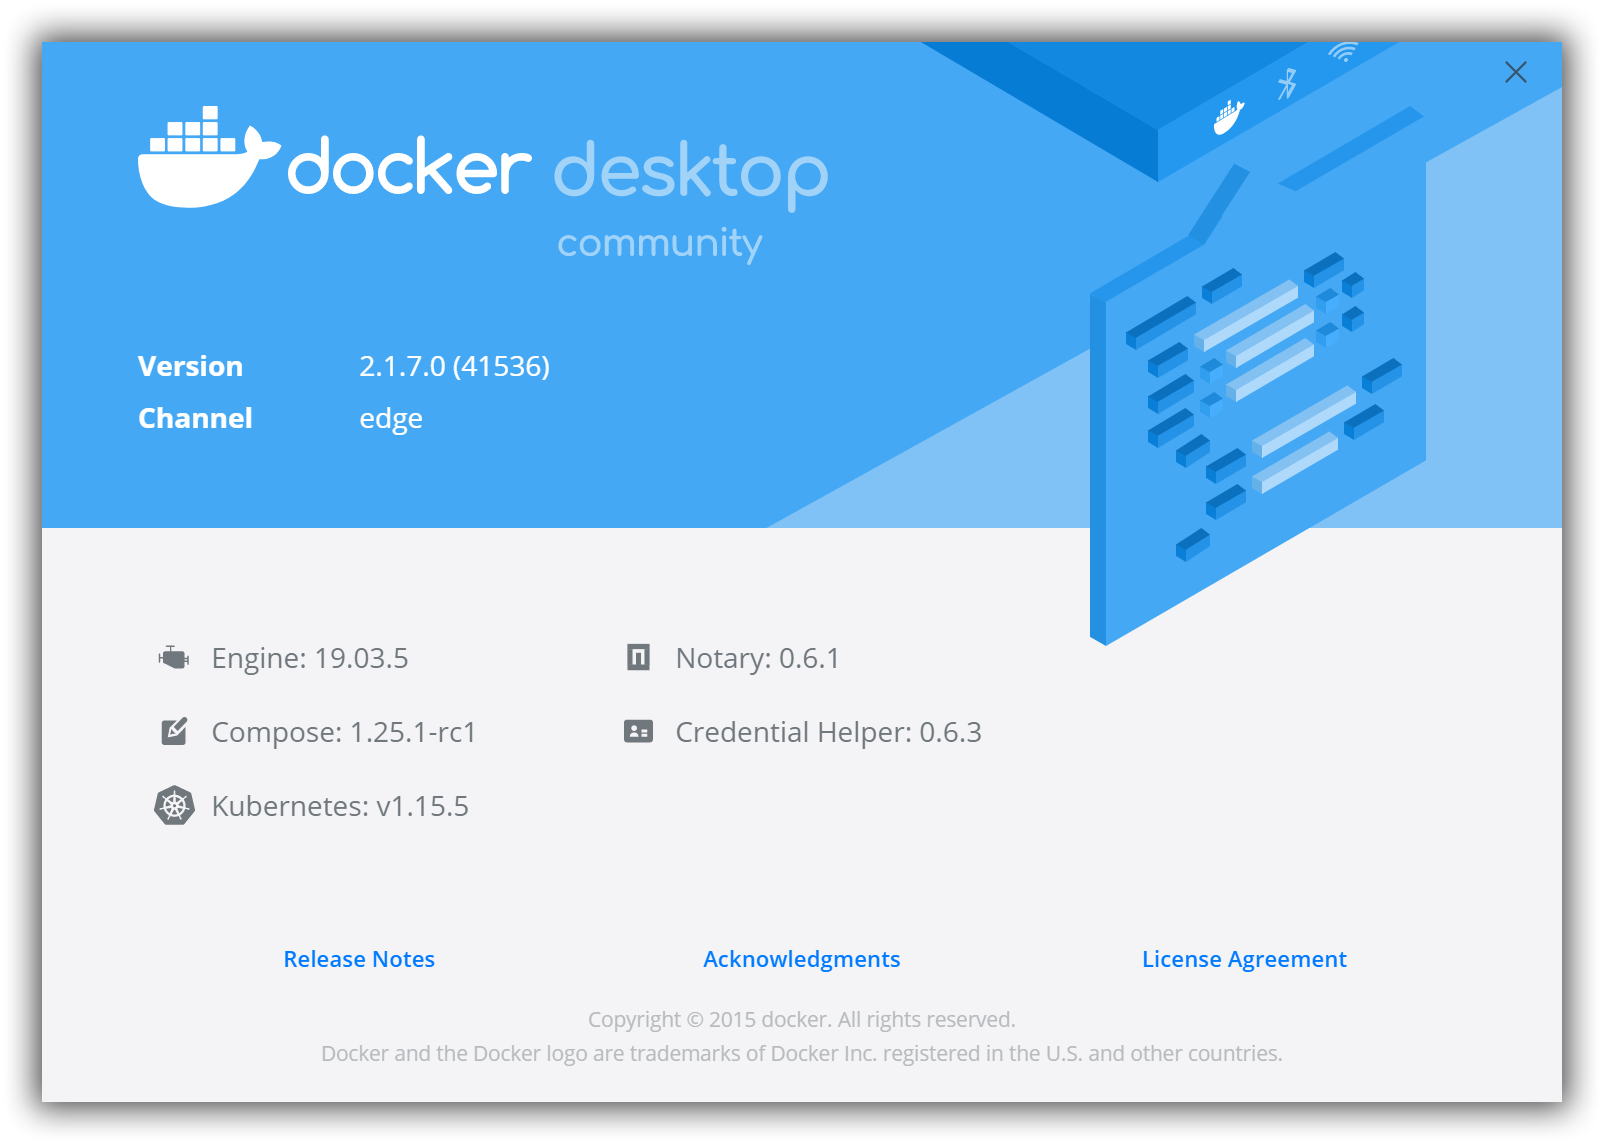 docker desktop
community
Version 2.1.7.0 (41536)
Channel edge
Engine: 19.03.5 Notary: 0.6.1
Compose: 1.25.1-rc1 Credential Helper: 0.6.3
Kubernetes: v1.15.5
Release Notes Acknowledgments License Agreement
Copyright © 2015 docker. All rights reserved.
Docker and the Docker logo are trademarks of Docker Inc. registered in the U.S. and other countries.